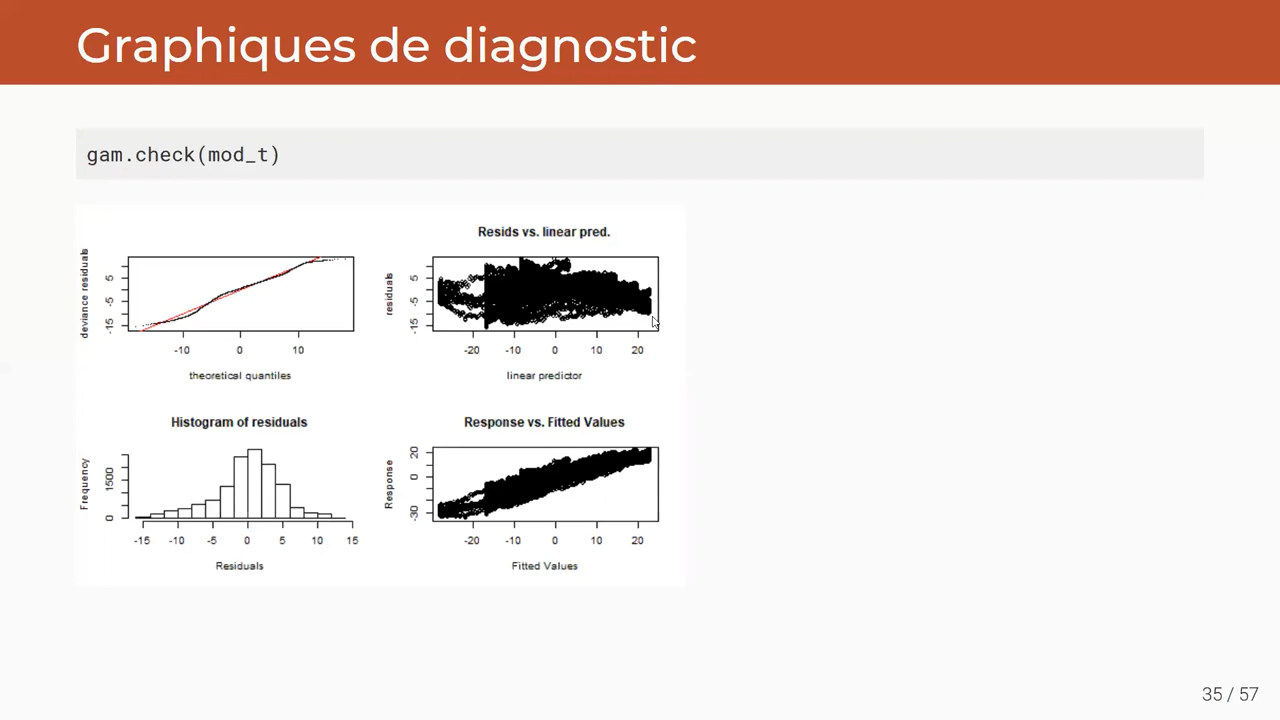 Graphiques de diagnostic
gam.check(mod_t)
deviance residuals
-15 -5 5
-10 0 10
theoretical quantiles
Resids vs. linear pred.
residuals
-15 -5 5
-20 -10 0 10 20
linear predictor
Histogram of residuals
Frequency
0 1500
-15 -10 -5 0 5 10 15
Residuals
Response vs. Fitted Values
Response
-30 0 20
-20 -10 0 10 20
Fitted Values
35 / 57